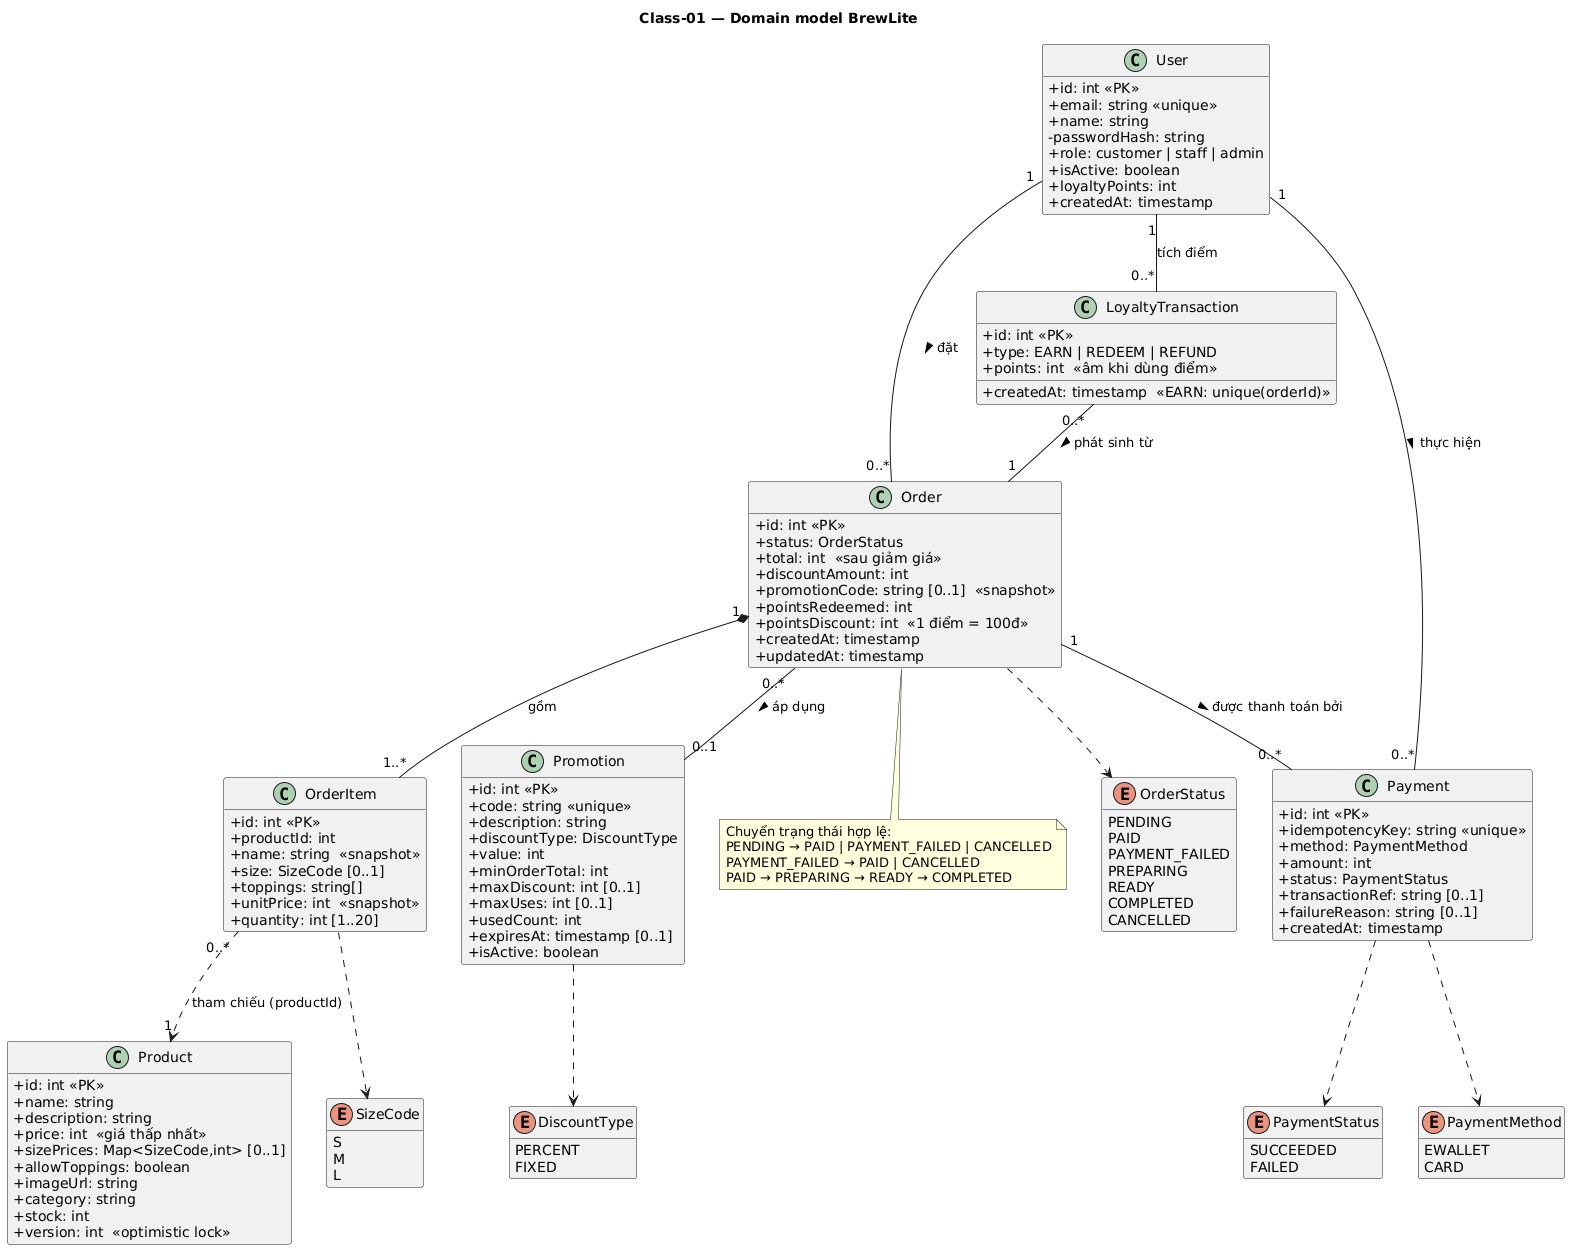 Class-01 — Domain model BrewLite
C User
+id: int «PK»
+email: string «unique»
+name: string
-passwordHash: string
+role: customer | staff | admin
+isActive: boolean
+loyaltyPoints: int
+createdAt: timestamp
1
1
1
tích điểm
0..*
C LoyaltyTransaction
+id: int «PK»
+type: EARN | REDEEM | REFUND
+points: int  «âm khi dùng điểm»
+createdAt: timestamp  «EARN: unique(orderId)»
đặt
0..*
phát sinh từ
thực hiện
0..*
1
C Order
+id: int «PK»
+status: OrderStatus
+total: int  «sau giảm giá»
+discountAmount: int
+promotionCode: string [0..1]  «snapshot»
+pointsRedeemed: int
+pointsDiscount: int  «1 điểm = 100đ»
+createdAt: timestamp
+updatedAt: timestamp
1
1
0..*
gồm
áp dụng
được thanh toán bởi
1..*
0..1
0..*
0..*
C OrderItem
+id: int «PK»
+productId: int
+name: string  «snapshot»
+size: SizeCode [0..1]
+toppings: string[]
+unitPrice: int  «snapshot»
+quantity: int [1..20]
C Promotion
+id: int «PK»
+code: string «unique»
+description: string
+discountType: DiscountType
+value: int
+minOrderTotal: int
+maxDiscount: int [0..1]
+maxUses: int [0..1]
+usedCount: int
+expiresAt: timestamp [0..1]
+isActive: boolean
Chuyển trạng thái hợp lệ:
PENDING → PAID | PAYMENT_FAILED | CANCELLED
PAYMENT_FAILED → PAID | CANCELLED
PAID → PREPARING → READY → COMPLETED
E OrderStatus
PENDING
PAID
PAYMENT_FAILED
PREPARING
READY
COMPLETED
CANCELLED
C Payment
+id: int «PK»
+idempotencyKey: string «unique»
+method: PaymentMethod
+amount: int
+status: PaymentStatus
+transactionRef: string [0..1]
+failureReason: string [0..1]
+createdAt: timestamp
0..*
tham chiếu (productId)
1
C Product
+id: int «PK»
+name: string
+description: string
+price: int  «giá thấp nhất»
+sizePrices: Map<SizeCode,int> [0..1]
+allowToppings: boolean
+imageUrl: string
+category: string
+stock: int
+version: int  «optimistic lock»
E SizeCode
S
M
L
E DiscountType
PERCENT
FIXED
E PaymentStatus
SUCCEEDED
FAILED
E PaymentMethod
EWALLET
CARD